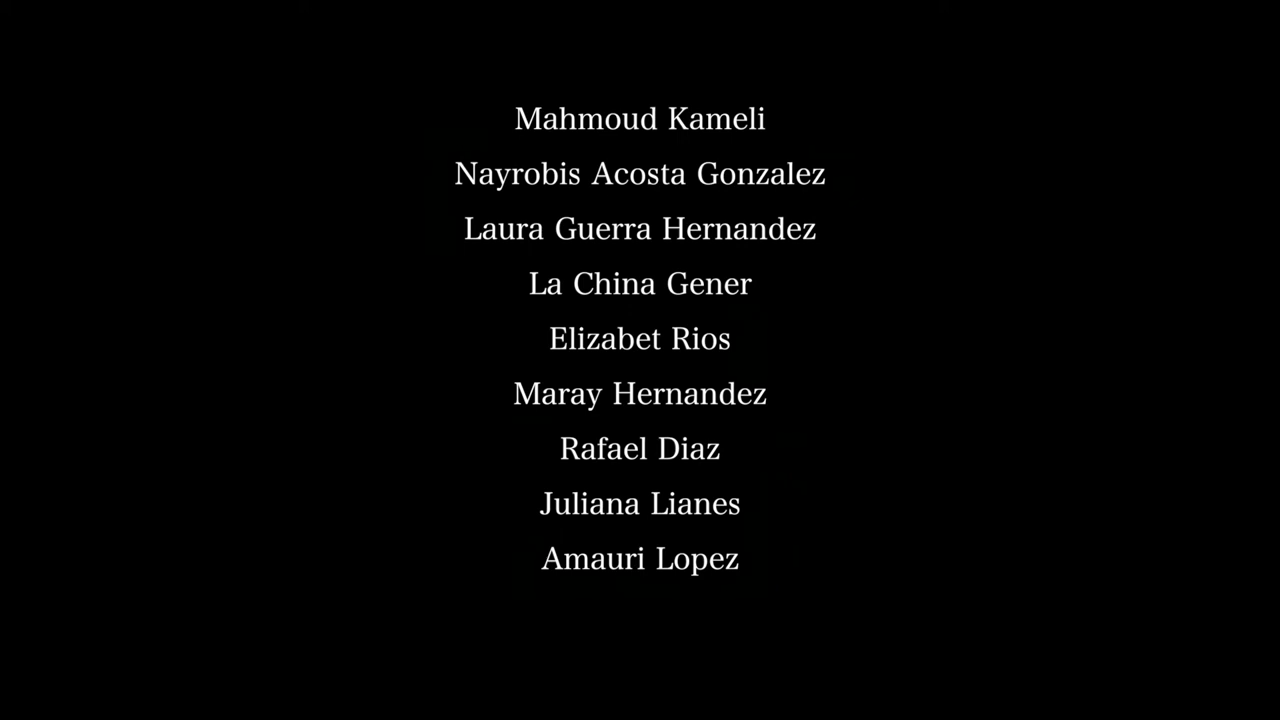 Mahmoud Kameli
Nayrobis Acosta Gonzalez
Laura Guerra Hernandez
La China Gener
Elizabet Rios
Maray Hernandez
Rafael Diaz
Juliana Lianes
Amauri Lopez